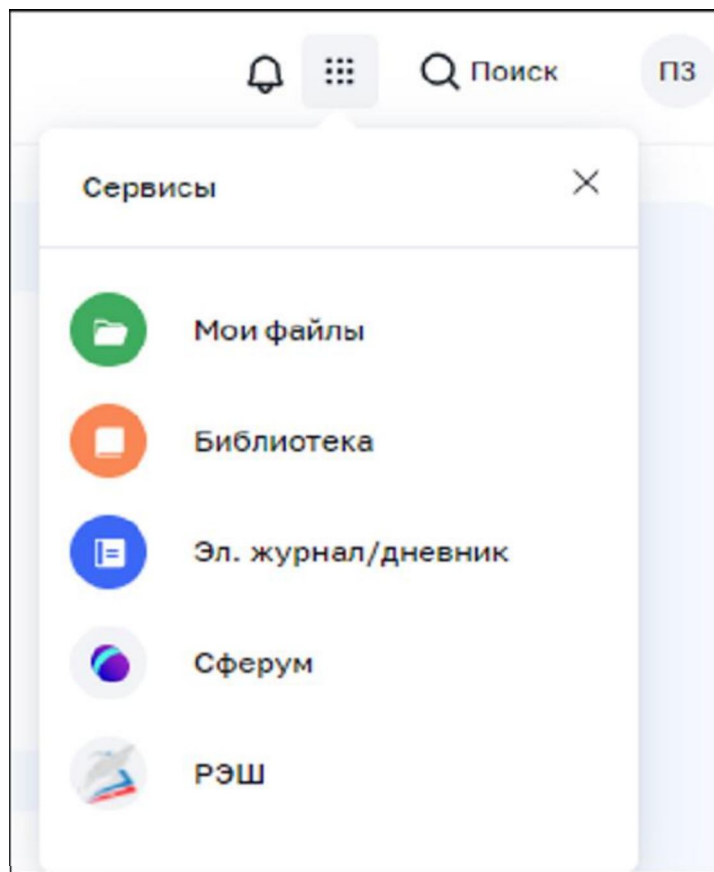 Поиск
ПЗ
Сервисы
Мои файлы
Библиотека
Эл. журнал/дневник
Сферум
РЭШ